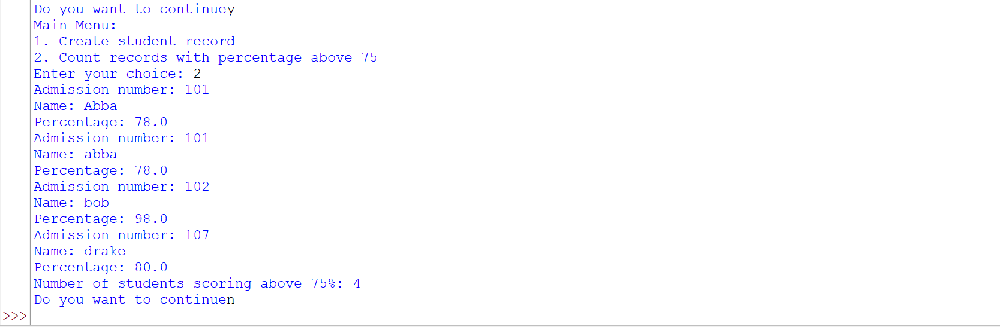 Do you want to continuey
Main Menu:
1. Create student record
2. Count records with percentage above 75
Enter your choice: 2
Admission number: 101
Name: Abba
Percentage: 78.0
Admission number: 101
Name: abba
Percentage: 78.0
Admission number: 102
Name: bob
Percentage: 98.0
Admission number: 107
Name: drake
Percentage: 80.0
Number of students scoring above 75%: 4
Do you want to continuen
>>>